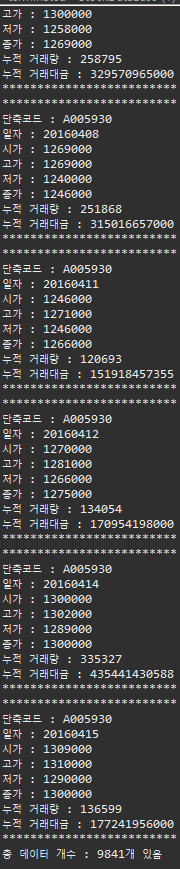 고가 : 1300000
저가 : 1258000
종가 : 1269000
누적 거래량 : 258795
누적 거래대금 : 329570965000
*************************
*************************
단축코드 : A005930
일자 : 20160408
시가 : 1269000
고가 : 1269000
저가 : 1240000
종가 : 1246000
누적 거래량 : 251868
누적 거래대금 : 315016657000
*************************
*************************
단축코드 : A005930
일자 : 20160411
시가 : 1246000
고가 : 1271000
저가 : 1246000
종가 : 1266000
누적 거래량 : 120693
누적 거래대금 : 151918457355
*************************
*************************
단축코드 : A005930
일자 : 20160412
시가 : 1270000
고가 : 1281000
저가 : 1266000
종가 : 1275000
누적 거래량 : 134054
누적 거래대금 : 170954198000
*************************
*************************
단축코드 : A005930
일자 : 20160414
시가 : 1300000
고가 : 1302000
저가 : 1289000
종가 : 1300000
누적 거래량 : 335327
누적 거래대금 : 435441430588
*************************
*************************
단축코드 : A005930
일자 : 20160415
시가 : 1309000
고가 : 1310000
저가 : 1290000
종가 : 1300000
누적 거래량 : 136599
누적 거래대금 : 177241956000
*************************
총 데이터 개수 : 9841개 있음